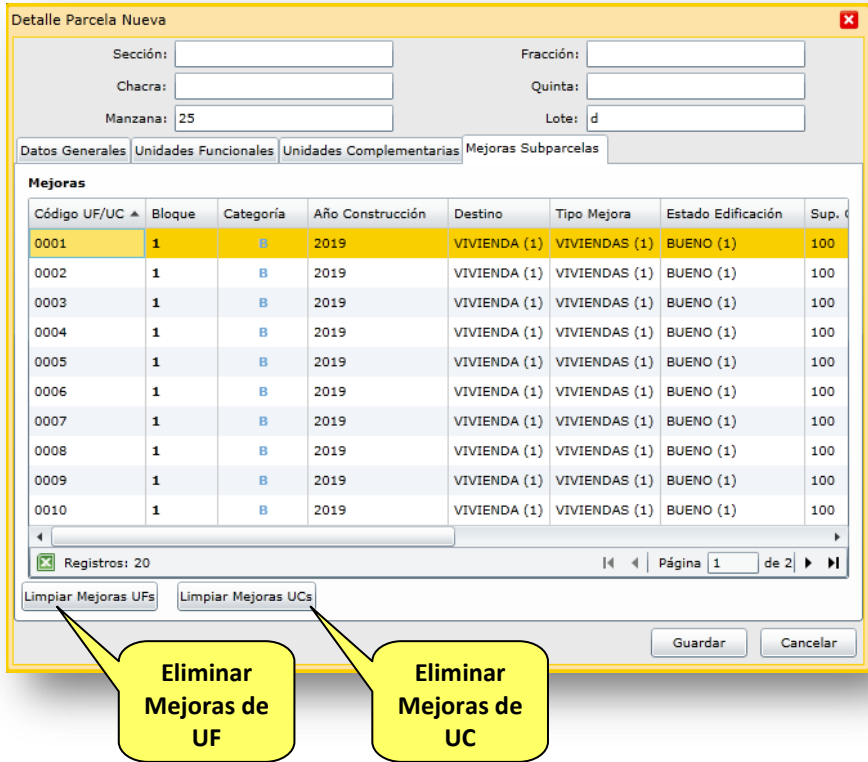 Detalle Parcela Nueva
Sección: Fracción:
Chacra: Quinta:
Manzana: 25 Lote: d
Datos Generales Unidades Funcionales Unidades Complementarias Mejoras Subparcelas
Mejoras
Código UF/UC Bloque Categoría Año Construcción Destino Tipo Mejora Estado Edificación Sup.
0001 1 B 2019 VIVIENDA (1) VIVIENDAS (1) BUENO (1) 100
0002 1 B 2019 VIVIENDA (1) VIVIENDAS (1) BUENO (1) 100
0003 1 B 2019 VIVIENDA (1) VIVIENDAS (1) BUENO (1) 100
0004 1 B 2019 VIVIENDA (1) VIVIENDAS (1) BUENO (1) 100
0005 1 B 2019 VIVIENDA (1) VIVIENDAS (1) BUENO (1) 100
0006 1 B 2019 VIVIENDA (1) VIVIENDAS (1) BUENO (1) 100
0007 1 B 2019 VIVIENDA (1) VIVIENDAS (1) BUENO (1) 100
0008 1 B 2019 VIVIENDA (1) VIVIENDAS (1) BUENO (1) 100
0009 1 B 2019 VIVIENDA (1) VIVIENDAS (1) BUENO (1) 100
0010 1 B 2019 VIVIENDA (1) VIVIENDAS (1) BUENO (1) 100
Registros: 20 Página 1 de 2
Limpiar Mejoras UFs Limpiar Mejoras UCs
Guardar Cancelar
Eliminar
Mejoras de
UF
Eliminar
Mejoras de
UC